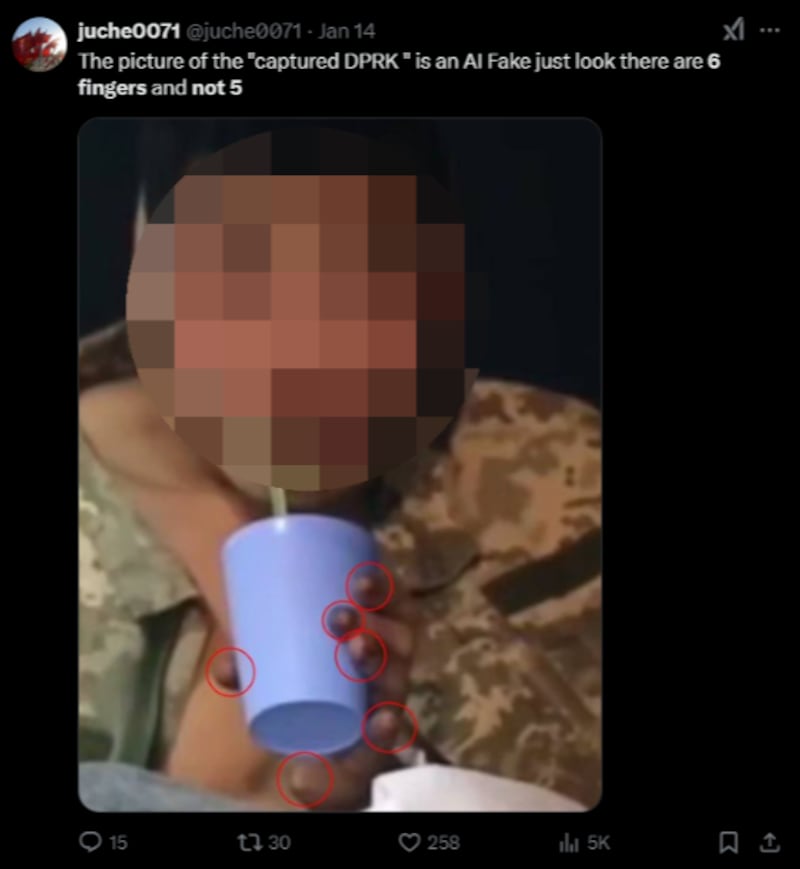 juche0071 @juche0071 · Jan 14
The picture of the "captured DPRK " is an AI Fake just look there are 6
fingers and not 5
15 30 258 5K